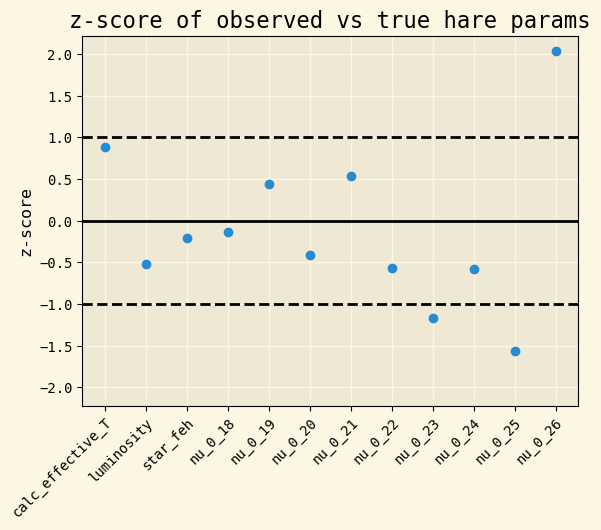 z-score of observed vs true hare params
z-score
2.0
1.5
1.0
0.5
0.0
−0.5
−1.0
−1.5
−2.0
calc_effective_T
luminosity
star_feh
nu_0_18
nu_0_19
nu_0_20
nu_0_21
nu_0_22
nu_0_23
nu_0_24
nu_0_25
nu_0_26